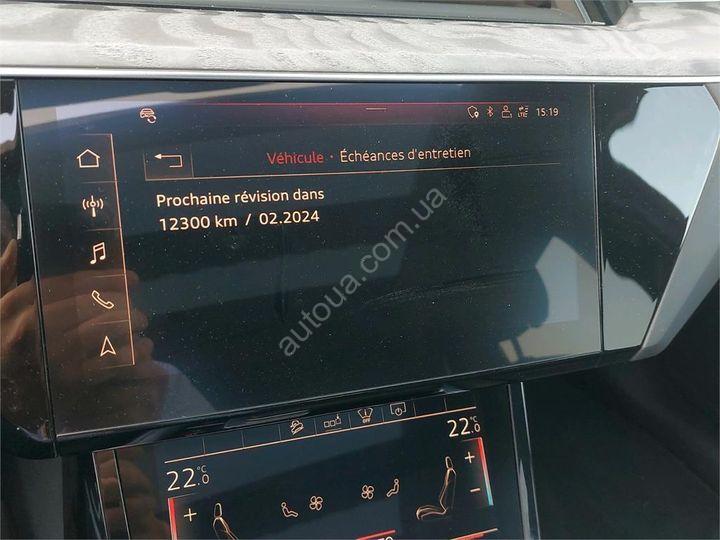 LTE 15:19
Véhicule · Échéances d'entretien
Prochaine révision dans
12300 km / 02.2024
autoua.com.ua
OFF
22.0 °C
22.0 °C
+
+
−